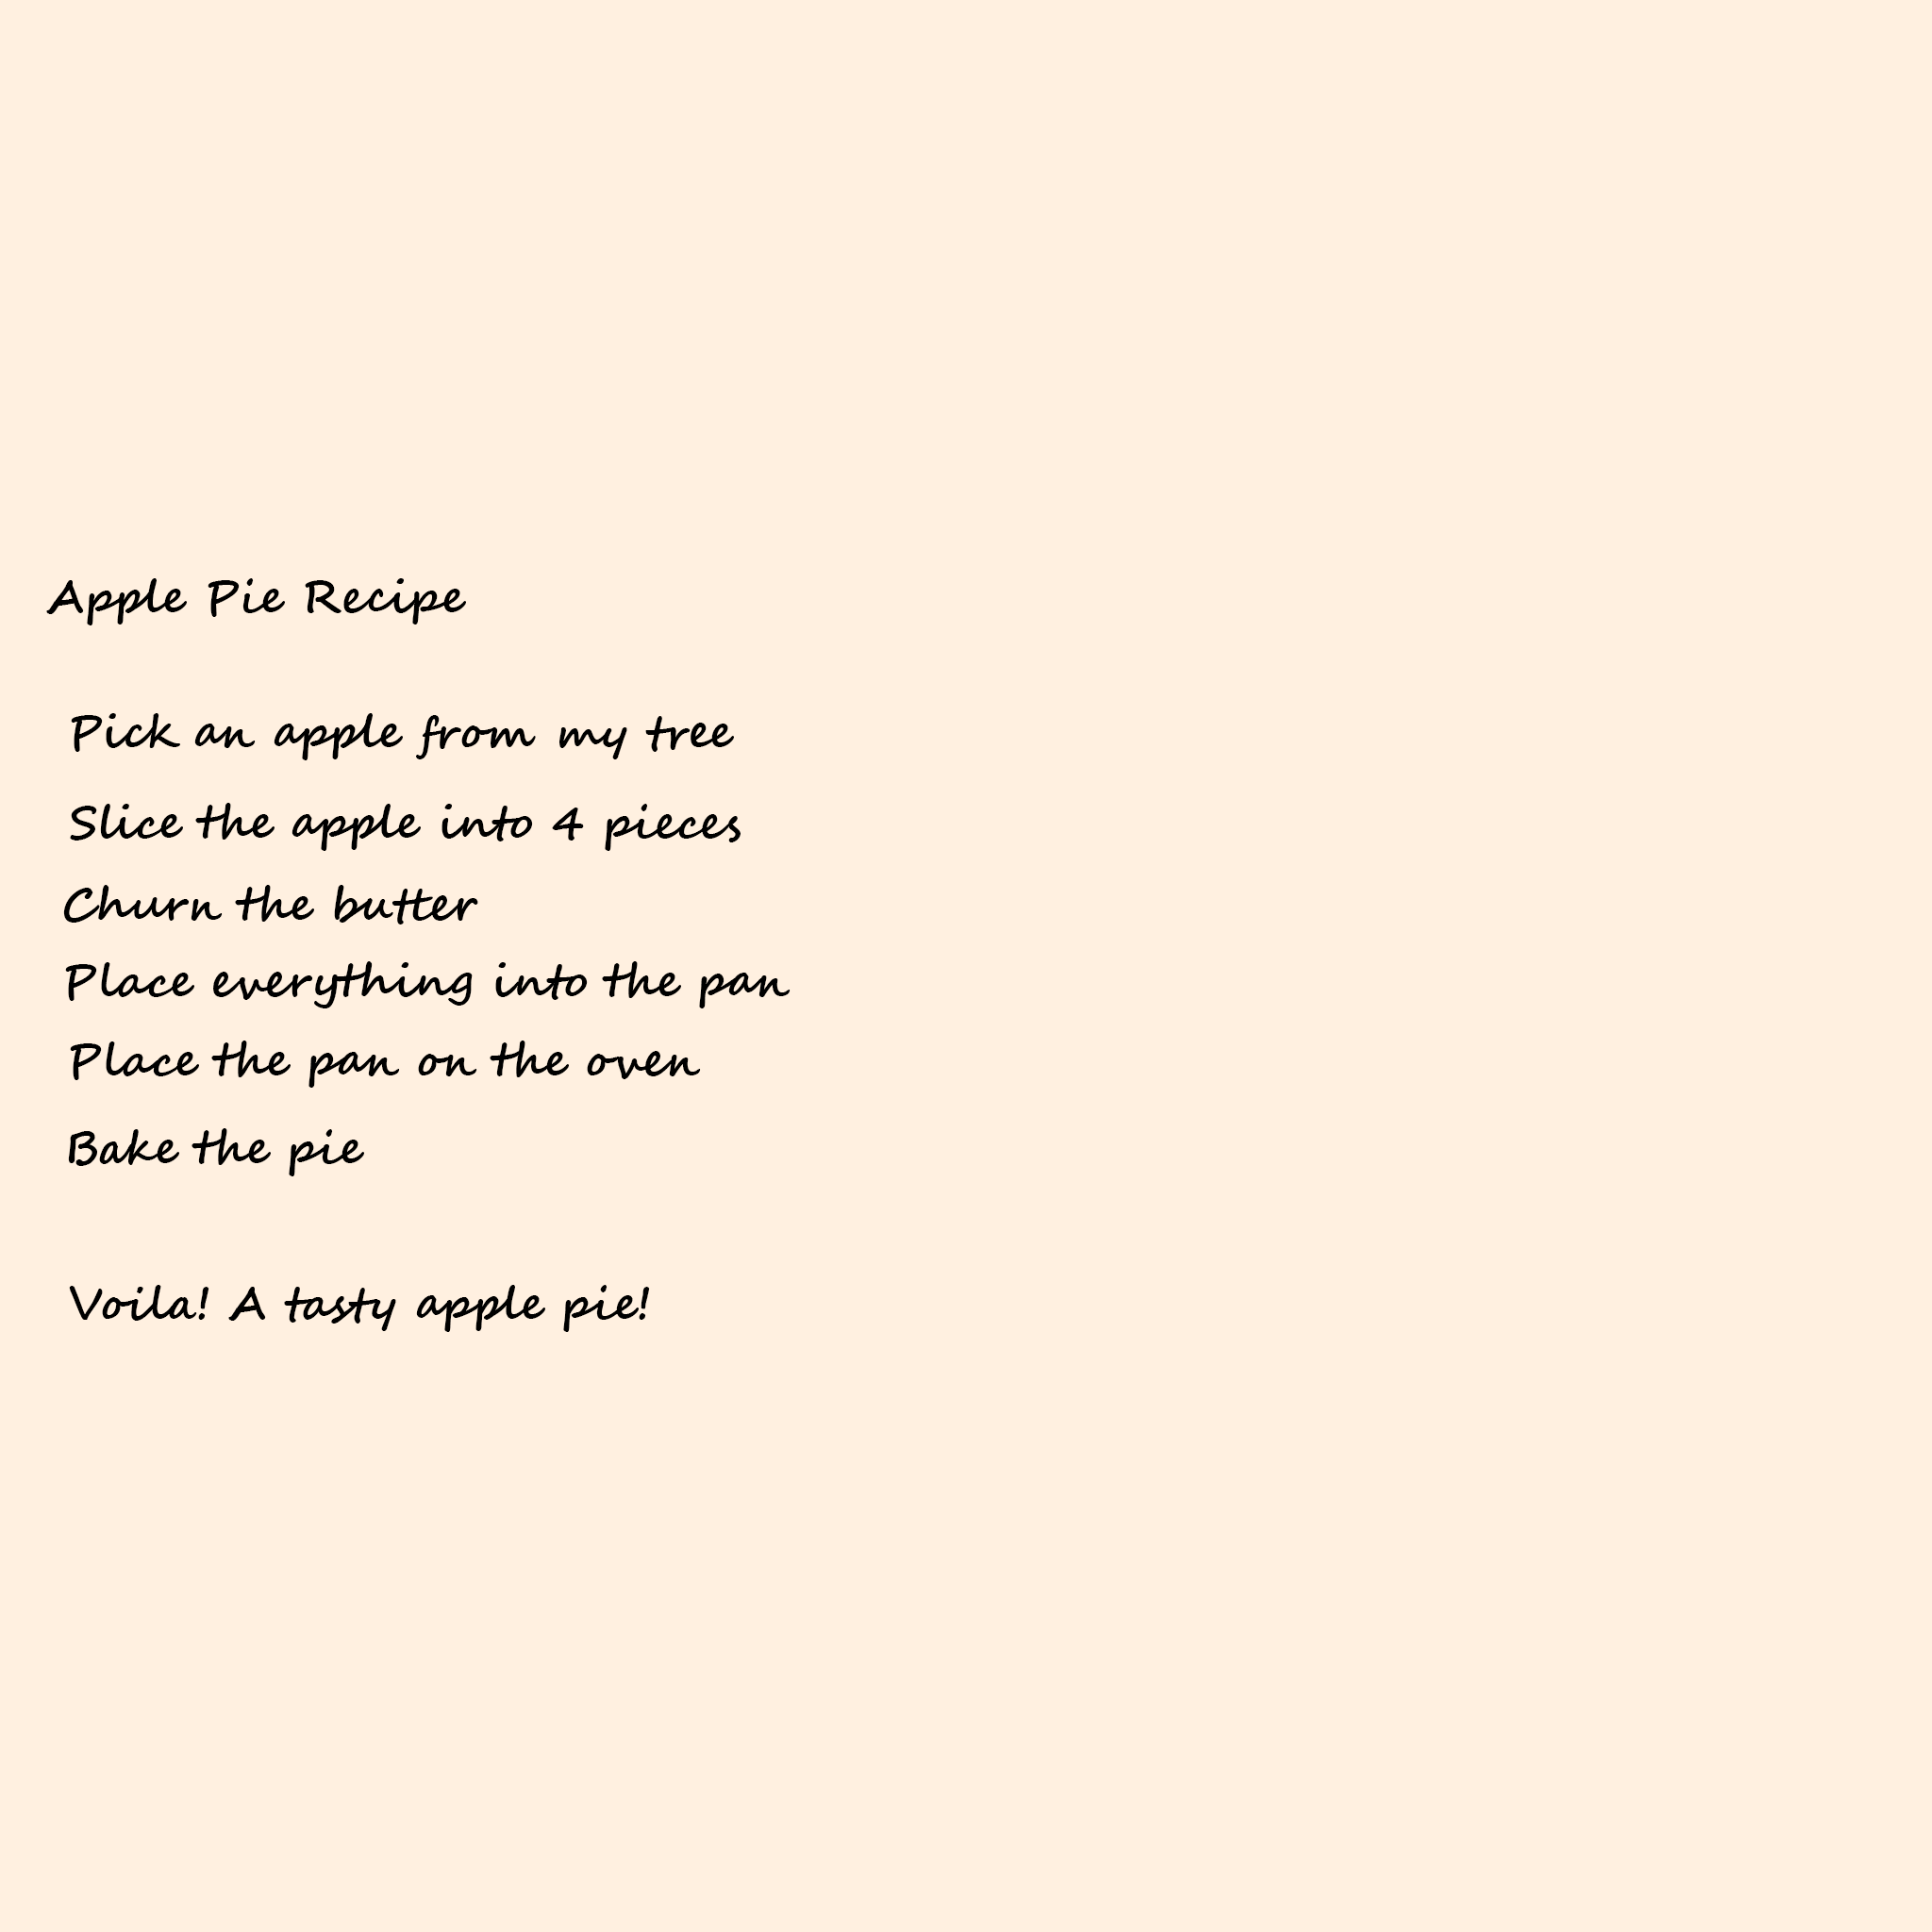 Apple Pie Recipe
Pick an apple from my tree
Slice the apple into 4 pieces
Churn the butter
Place everything into the pan
Place the pan on the oven
Bake the pie
Voila! A tasty apple pie!